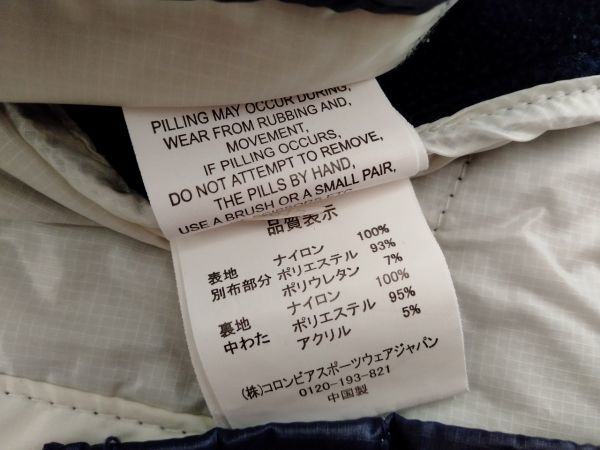 PILLING MAY OCCUR DURING,
WEAR FROM RUBBING AND,
MOVEMENT,
IF PILLING OCCURS,
DO NOT ATTEMPT TO REMOVE,
THE PILLS BY HAND,
USE A BRUSH OR A SMALL PAIR,
品質表示
表地 ナイロン 100%
別布部分 ポリエステル 93%
ポリウレタン 7%
裏地 ナイロン 100%
中わた ポリエステル 95%
アクリル 5%
(株)コロンビアスポーツウェアジャパン
0120-193-821
中国製